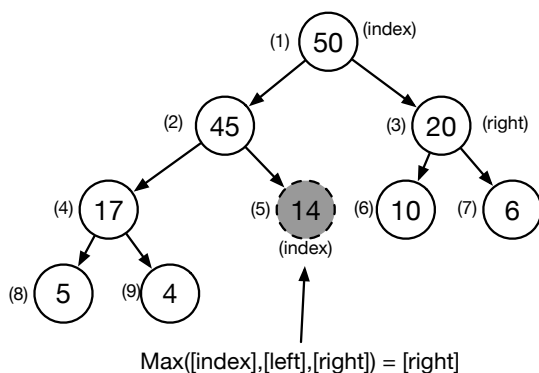 (1) 50 (index)
(2) 45 (3) 20 (right)
(4) 17 (5) 14 (6) 10 (7) 6
(index)
(8) 5 (9) 4
Max([index],[left],[right]) = [right]